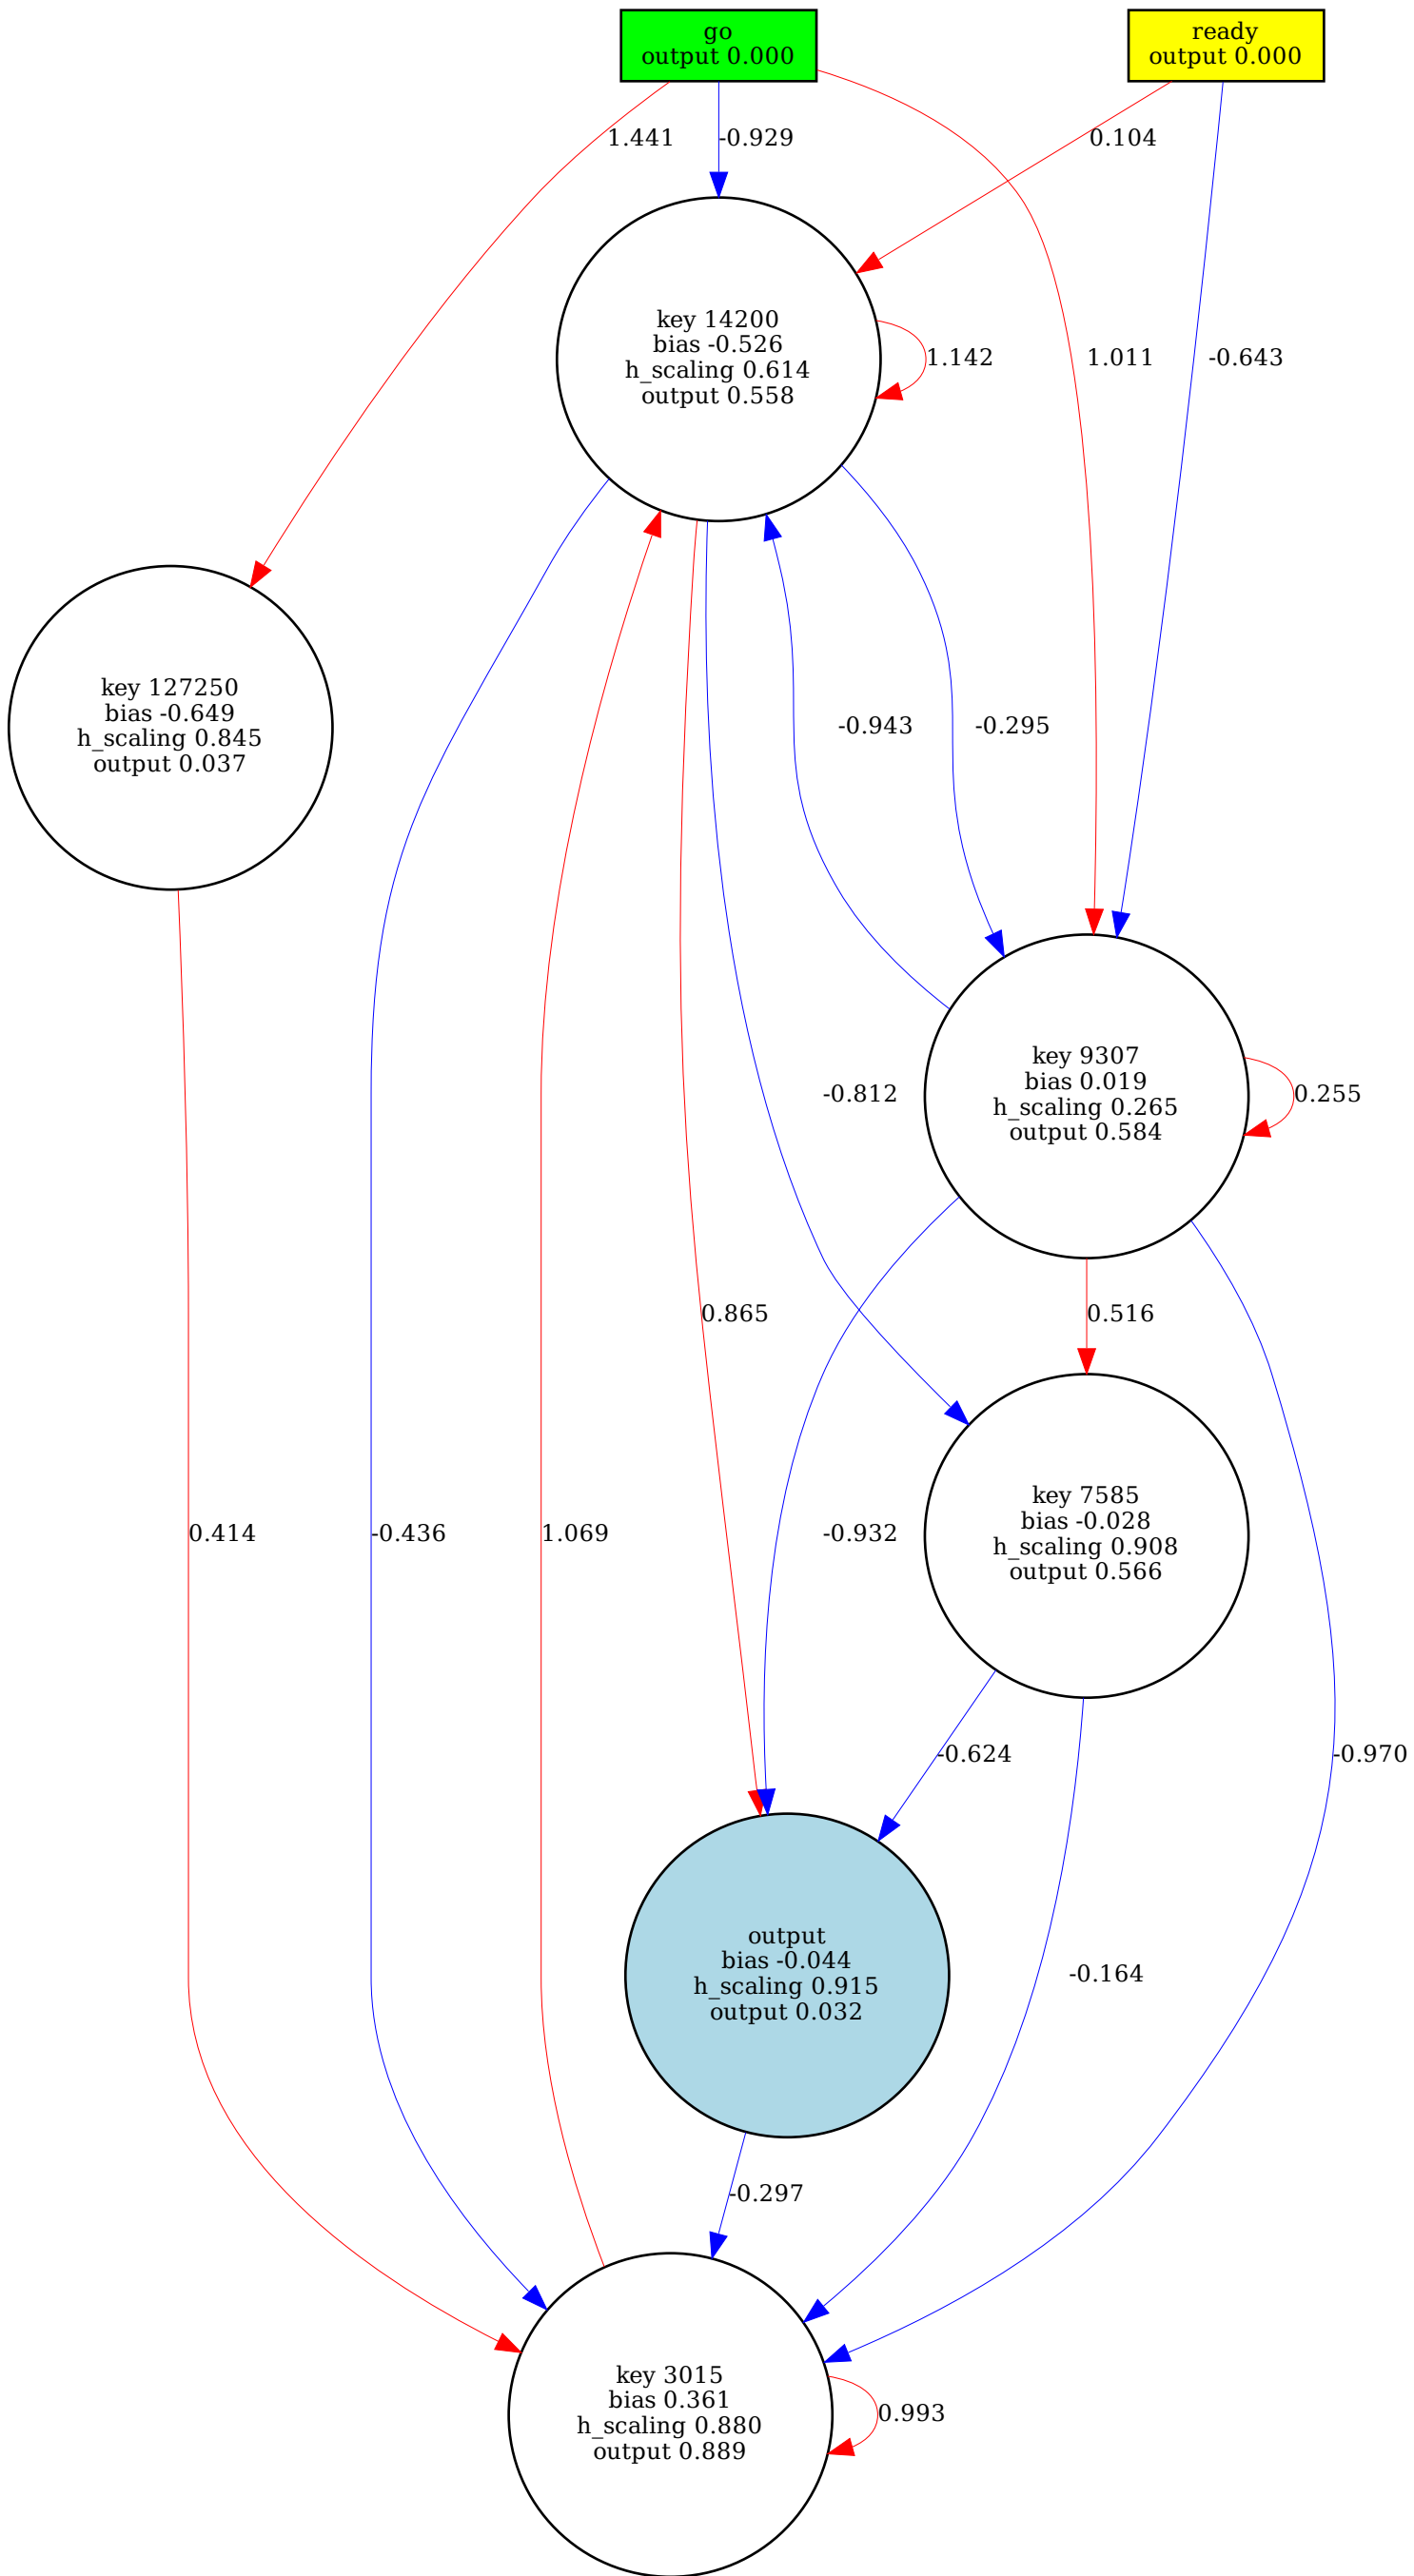 go
output 0.000
ready
output 0.000
1.441
-0.929
0.104
key 14200
bias -0.526
h_scaling 0.614
output 0.558
1.142
1.011
-0.643
key 127250
bias -0.649
h_scaling 0.845
output 0.037
-0.943
-0.295
key 9307
bias 0.019
h_scaling 0.265
output 0.584
-0.812
0.255
0.865
0.516
key 7585
bias -0.028
h_scaling 0.908
output 0.566
0.414
-0.436
1.069
-0.932
-0.624
-0.970
output
bias -0.044
h_scaling 0.915
output 0.032
-0.164
-0.297
key 3015
bias 0.361
h_scaling 0.880
output 0.889
0.993